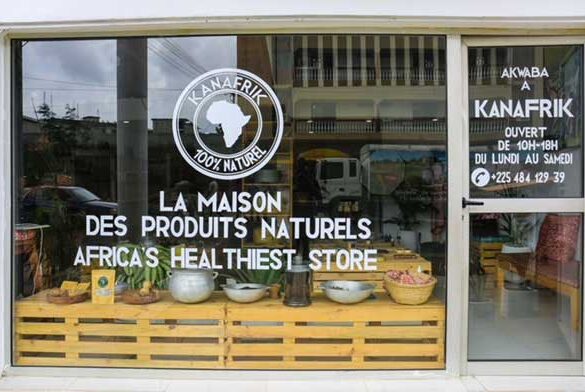 KANAFRIK
100% NATUREL
LA MAISON
DES PRODUITS NATURELS
AFRICA'S HEALTHIEST STORE
AKWABA
À
KANAFRIK
OUVERT
DE 10H-18H
DU LUNDI AU SAMEDI
+225 484 129 39